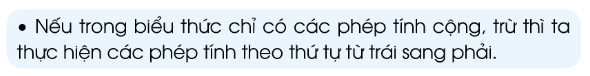 • Nếu trong biểu thức chỉ có các phép tính cộng, trừ thì ta
thực hiện các phép tính theo thứ tự từ trái sang phải.